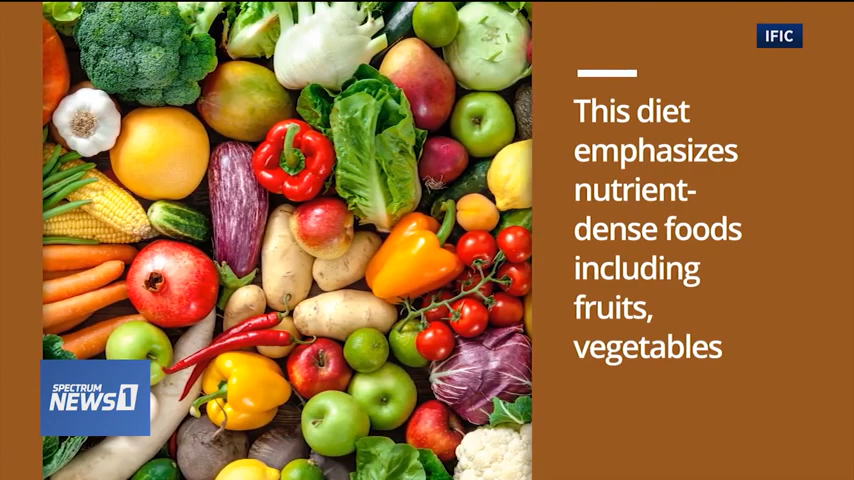 IFIC
This diet
emphasizes
nutrient-
dense foods
including
fruits,
vegetables
SPECTRUM
NEWS1